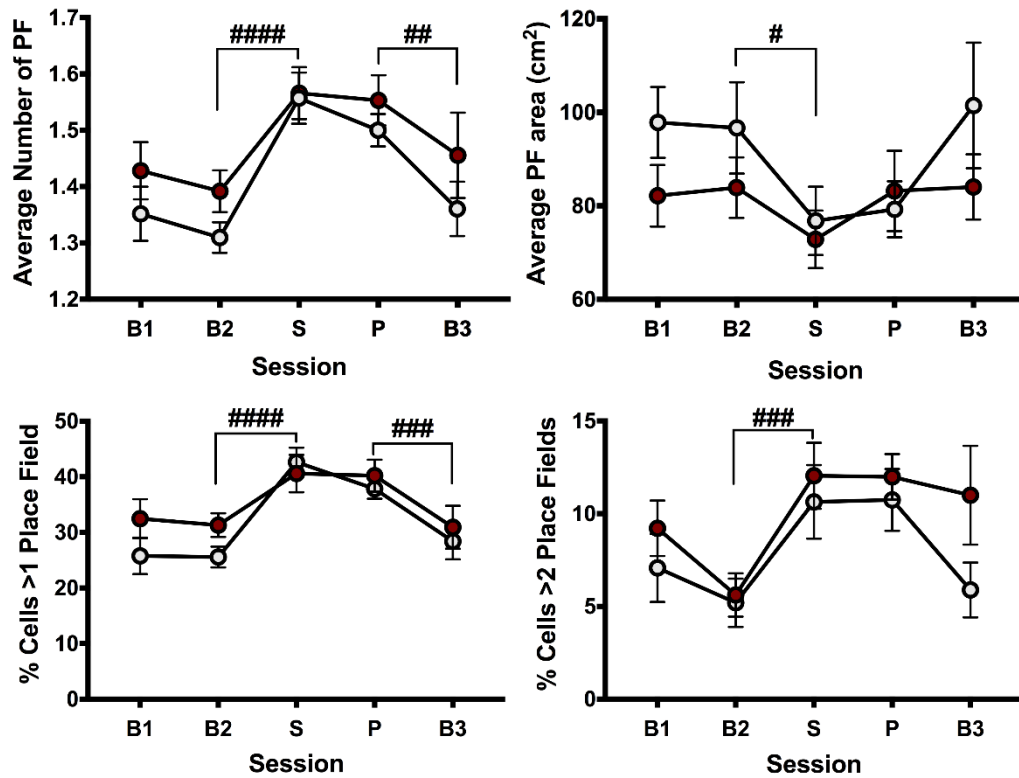 Average Number of PF
1.7
1.6
1.5
1.4
1.3
1.2
####
##
B1 B2 S P B3
Session
Average PF area (cm²)
120
100
80
60
#
B1 B2 S P B3
Session
% Cells >1 Place Field
50
40
30
20
10
0
####
###
B1 B2 S P B3
Session
% Cells >2 Place Fields
15
10
5
0
###
B1 B2 S P B3
Session